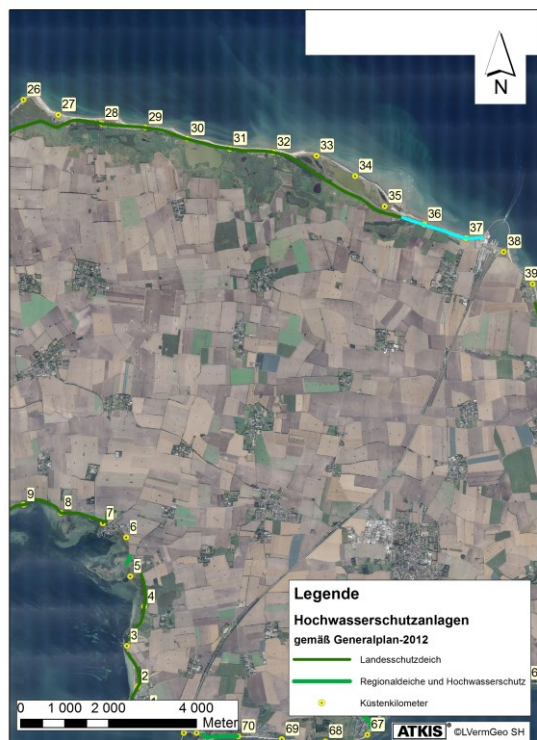 N
26
27
28
29
30
31
32
33
34
35
36
37
38
39
9
8
7
6
5
4
3
2
1
Legende
Hochwasserschutzanlagen
gemäß Generalplan-2012
Landesschutzdeich
Regionaldeiche und Hochwasserschutz
Küstenkilometer
0 1 000 2 000 4 000
Meter
70
69
68
67
6
ATKIS ®©LVermGeo SH